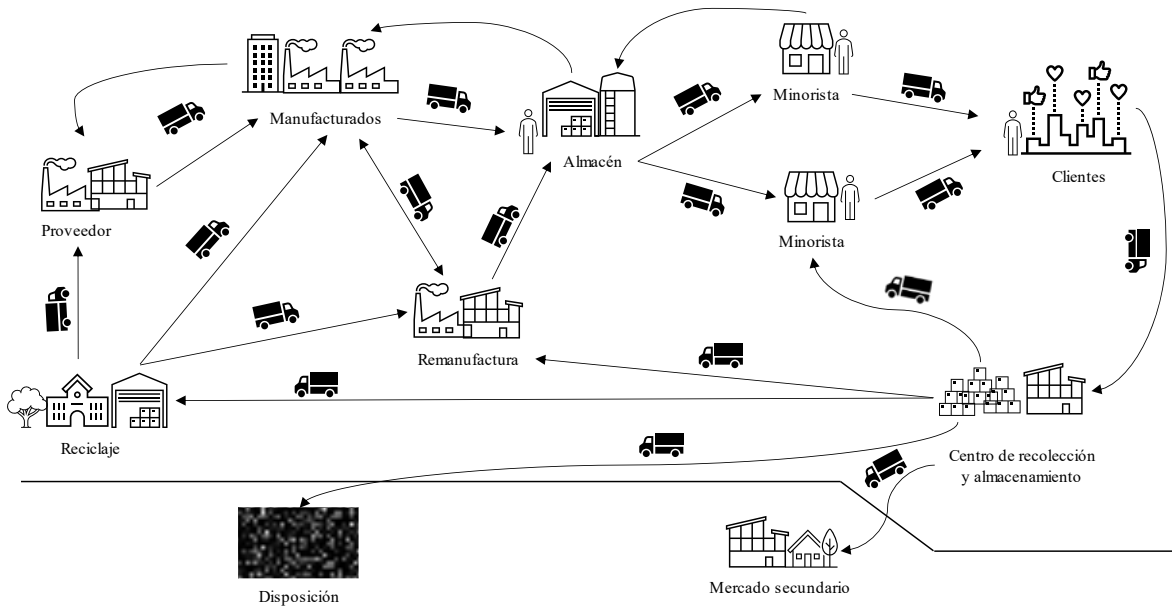 Minorista
Manufacturados
Almacén
Clientes
Proveedor
Minorista
Remanufactura
Reciclaje
Centro de recolección
y almacenamiento
Mercado secundario
Disposición